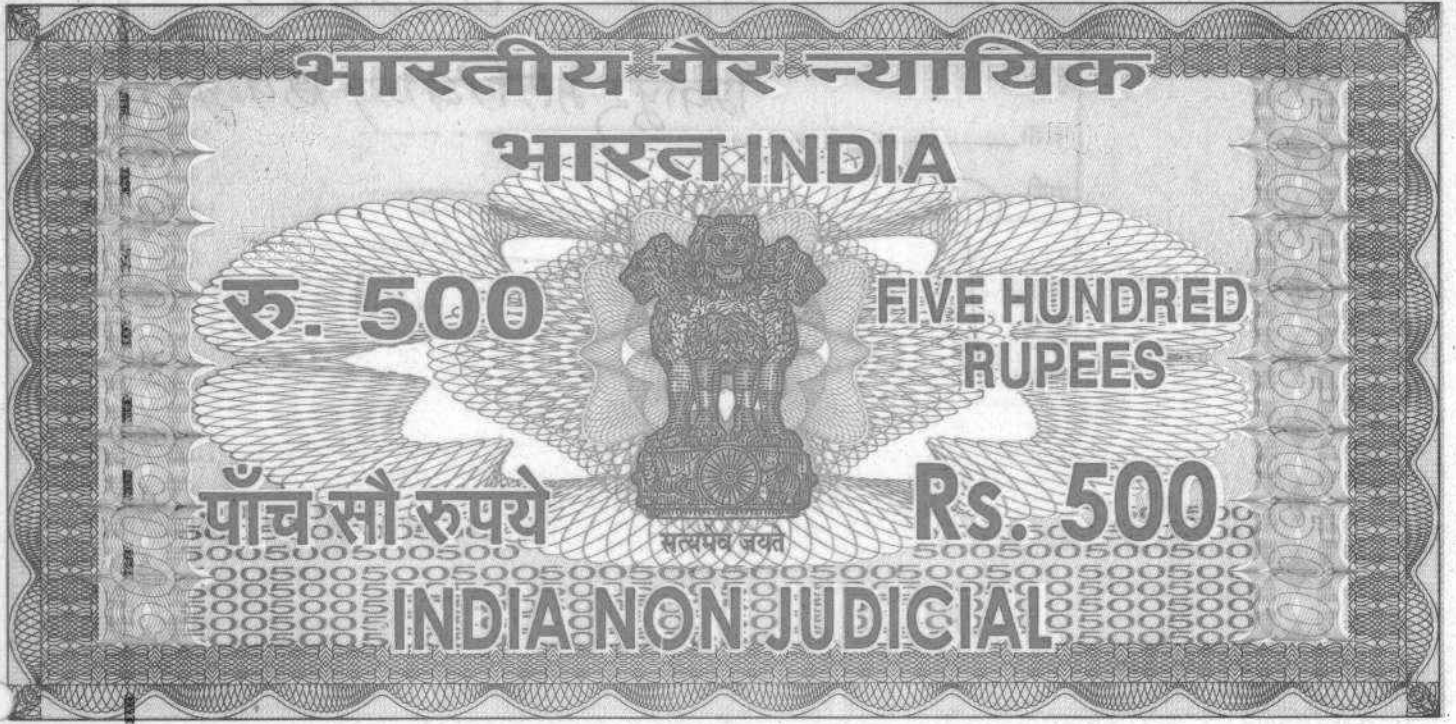 भारतीय गैर न्यायिक
भारत INDIA
रु. 500
FIVE HUNDRED
RUPEES
पाँच सौ रुपये
Rs. 500
सत्यमेव जयते
INDIA NON JUDICIAL